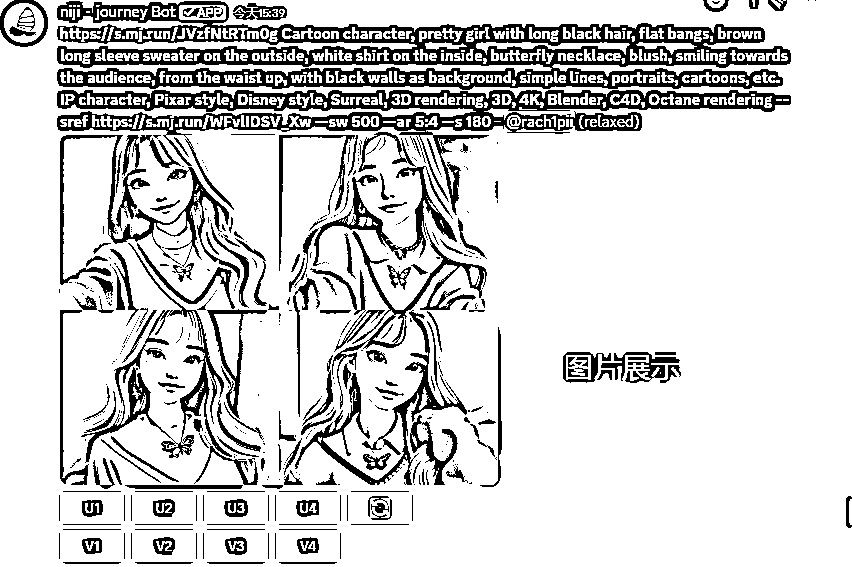 niji · journey Bot ✓APP 今天15:39
https://s.mj.run/JVzfNtRTm0g Cartoon character, pretty girl with long black hair, flat bangs, brown
long sleeve sweater on the outside, white shirt on the inside, butterfly necklace, blush, smiling towards
the audience, from the waist up, with black walls as background, simple lines, portraits, cartoons, etc.
IP character, Pixar style, Disney style, Surreal, 3D rendering, 3D, 4K, Blender, C4D, Octane rendering --
sref https://s.mj.run/WFvlIDSV_Xw --sw 500 --ar 5:4 --s 180 - @rach1pii (relaxed)
图片展示
U1 U2 U3 U4
V1 V2 V3 V4